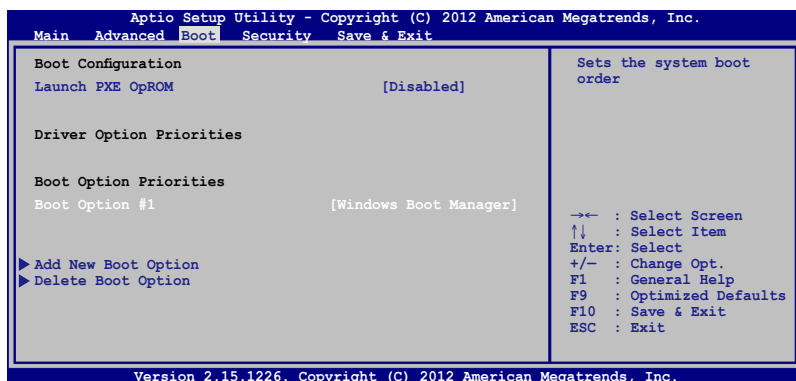 Aptio Setup Utility - Copyright (C) 2012 American Megatrends, Inc.
Main Advanced Boot Security Save & Exit
Boot Configuration
Launch PXE OpROM [Disabled]
Driver Option Priorities
Boot Option Priorities
Boot Option #1 [Windows Boot Manager]
Add New Boot Option
Delete Boot Option
Sets the system boot
order
→← : Select Screen
↑↓ : Select Item
Enter: Select
+/— : Change Opt.
F1 : General Help
F9 : Optimized Defaults
F10 : Save & Exit
ESC : Exit
Version 2.15.1226. Copyright (C) 2012 American Megatrends, Inc.